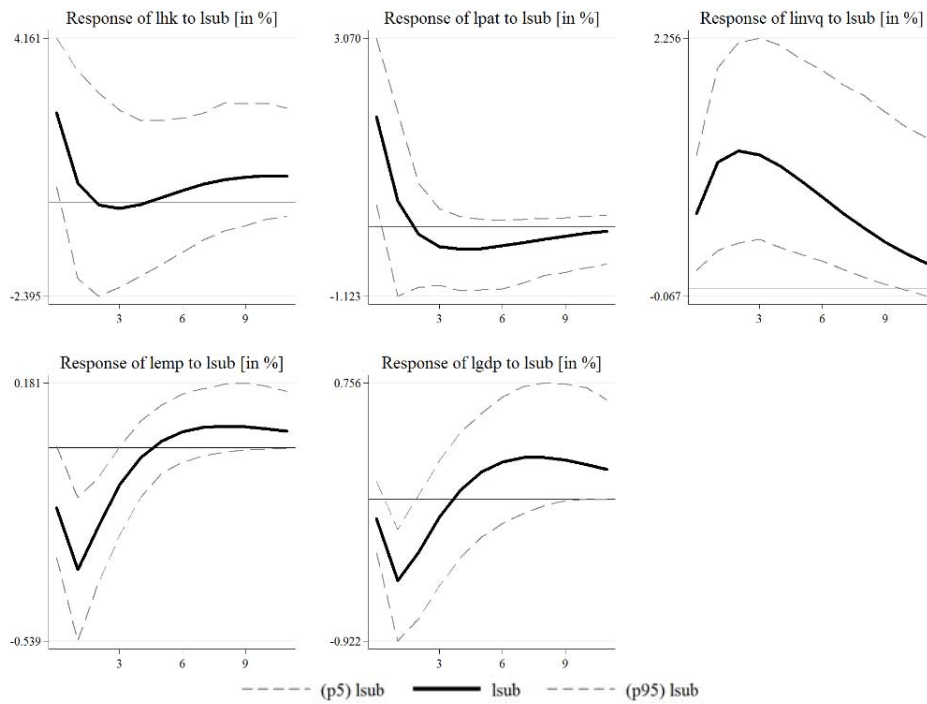 Response of lhk to lsub [in %]
Response of lpat to lsub [in %]
Response of linvq to lsub [in %]
4.161
3.070
2.256
-2.395
-1.123
-0.067
3 6 9
3 6 9
3 6 9
Response of lemp to lsub [in %]
Response of lgdp to lsub [in %]
0.181
0.756
-0.539
-0.922
3 6 9
3 6 9
(p5) lsub lsub (p95) lsub